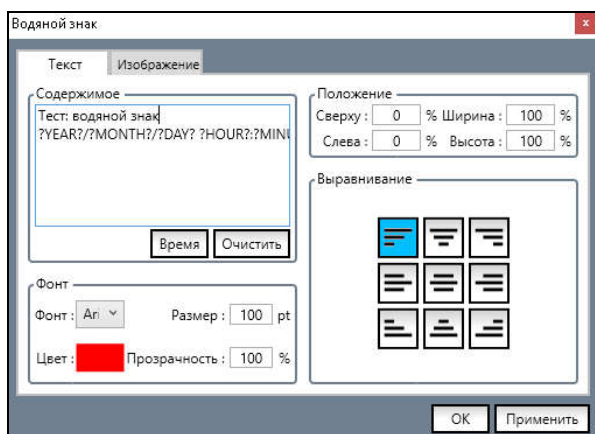 Водяной знак
x
Текст Изображение
Содержимое
Тест: водяной знак
?YEAR?/?MONTH?/?DAY? ?HOUR?:?MINU
Время Очистить
Фонт
Фонт : Ari Размер : 100 pt
Цвет : Прозрачность : 100 %
Положение
Сверху : 0 % Ширина : 100 %
Слева : 0 % Высота : 100 %
Выравнивание
OK Применить